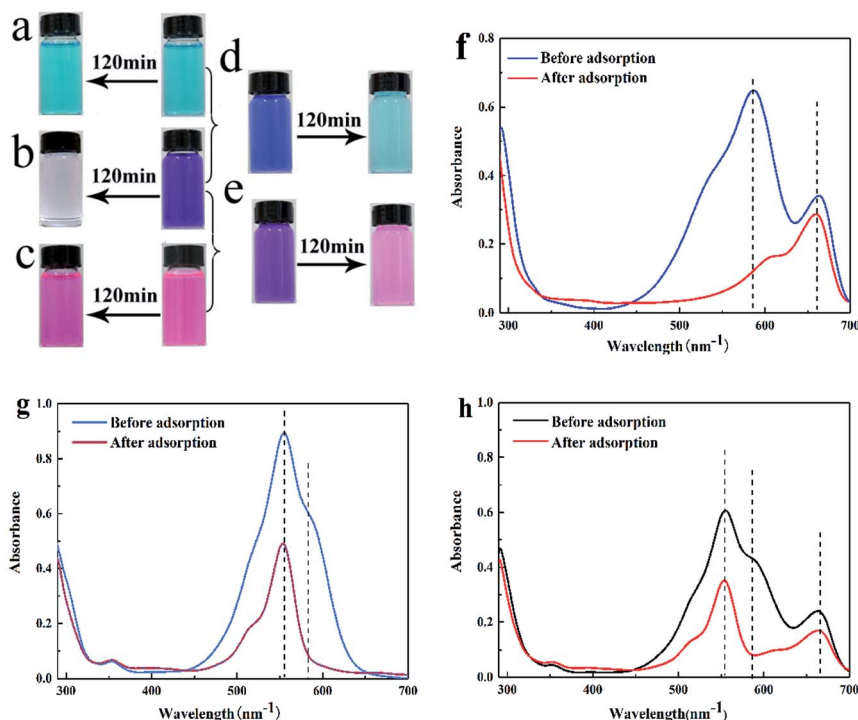 a
120min
b
120min
c
120min
d
120min
e
120min
f
Before adsorption
After adsorption
Absorbance
0.8
0.6
0.4
0.2
0.0
300 400 500 600 700
Wavelength(nm⁻¹)
g
Before adsorption
After adsorption
Absorbance
1.0
0.8
0.6
0.4
0.2
0.0
300 400 500 600 700
Wavelength(nm⁻¹)
h
Before adsorption
After adsorption
Absorbance
1.0
0.8
0.6
0.4
0.2
0.0
300 400 500 600 700
Wavelength(nm⁻¹)